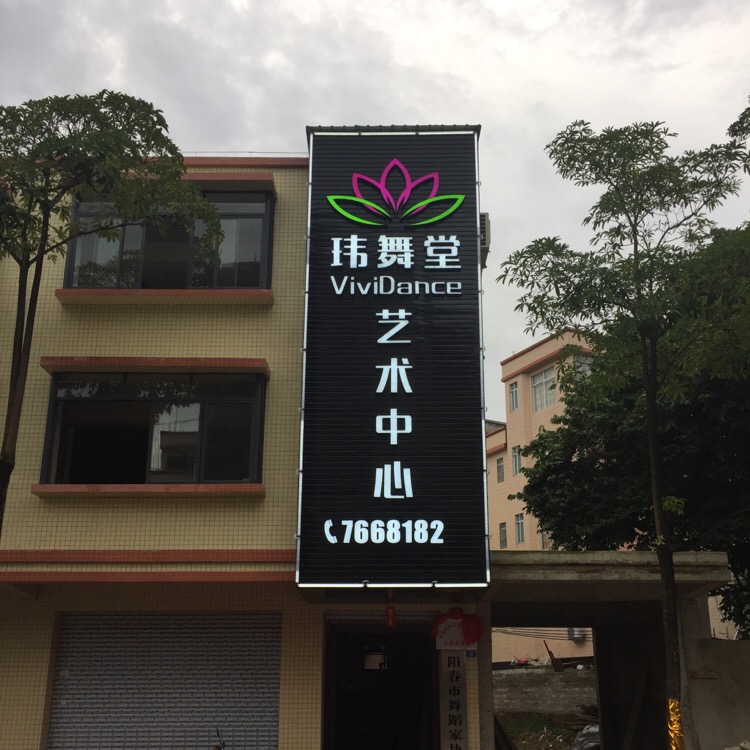 玮舞堂
ViviDance
艺术中心
7668182
阳春市舞蹈家协